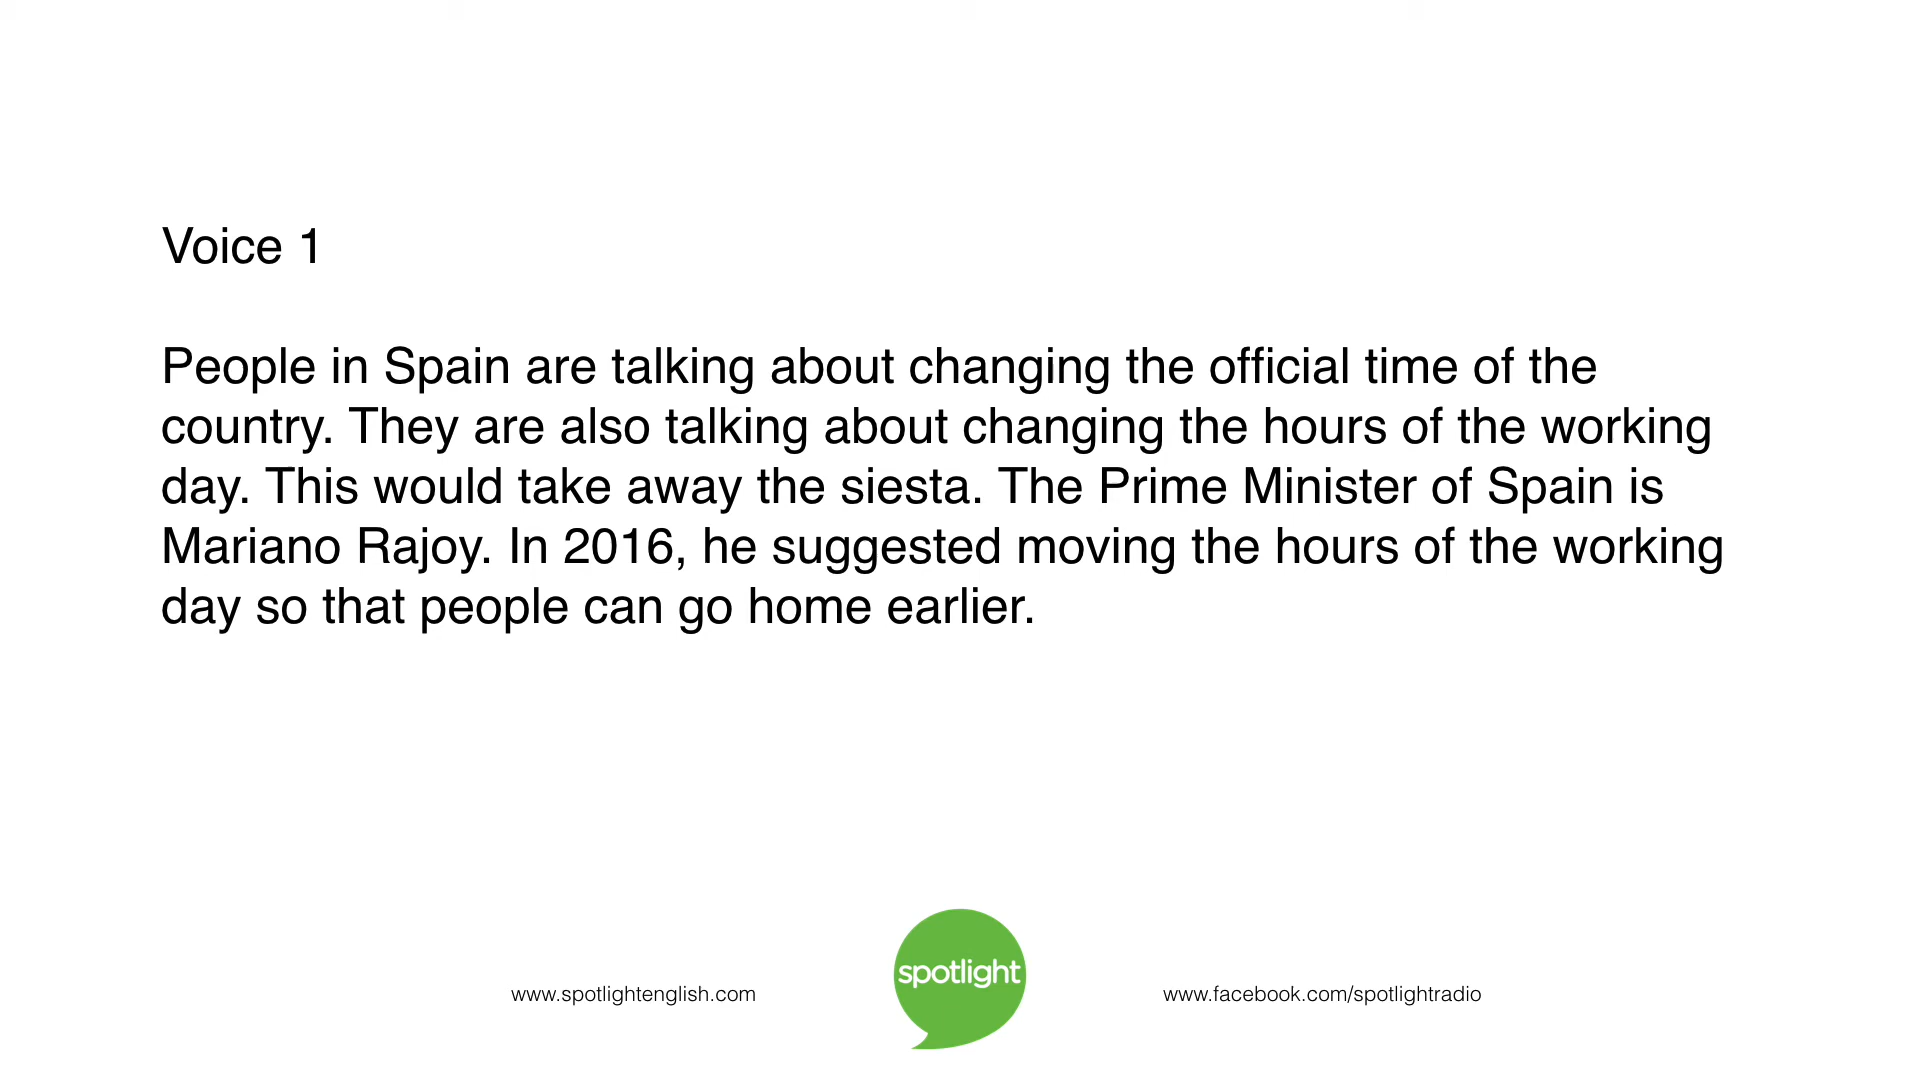 Voice 1
People in Spain are talking about changing the official time of the
country. They are also talking about changing the hours of the working
day. This would take away the siesta. The Prime Minister of Spain is
Mariano Rajoy. In 2016, he suggested moving the hours of the working
day so that people can go home earlier.
www.spotlightenglish.com
spotlight
www.facebook.com/spotlightradio